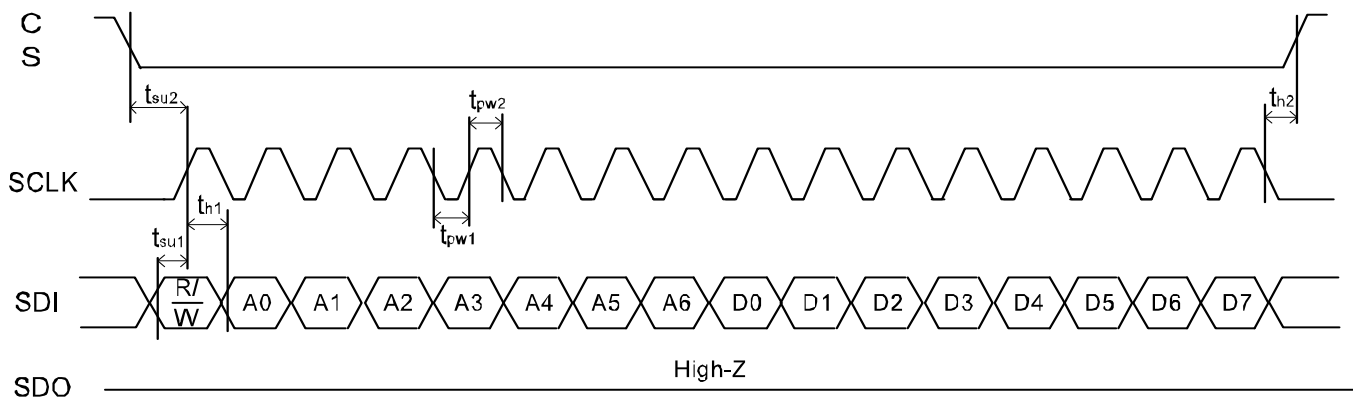 C
S
tsu2
tpw2
th2
SCLK
th1
tsu1
tpw1
SDI
R/
W
A0 A1 A2 A3 A4 A5 A6 D0 D1 D2 D3 D4 D5 D6 D7
High-Z
SDO